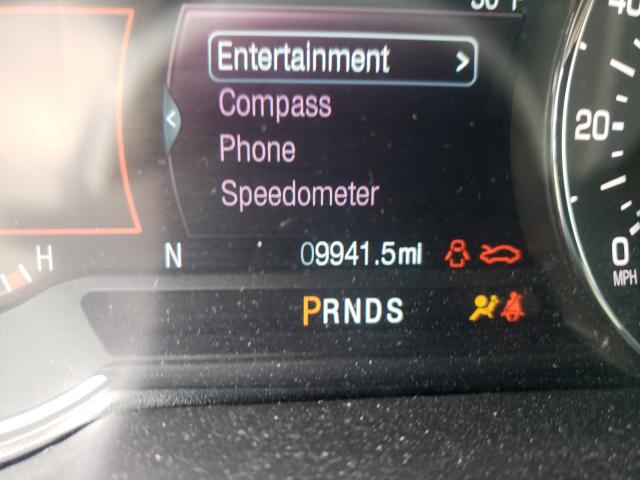 Entertainment >
Compass
<
Phone
Speedometer
20
H
N
09941.5mi
0
MPH
PRNDS